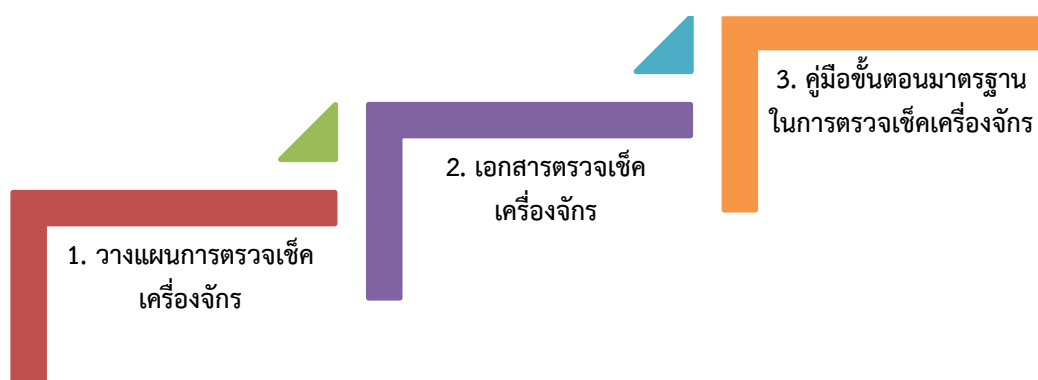 1. วางแผนการตรวจเช็ค
เครื่องจักร
2. เอกสารตรวจเช็ค
เครื่องจักร
3. คู่มือขั้นตอนมาตรฐาน
ในการตรวจเช็คเครื่องจักร